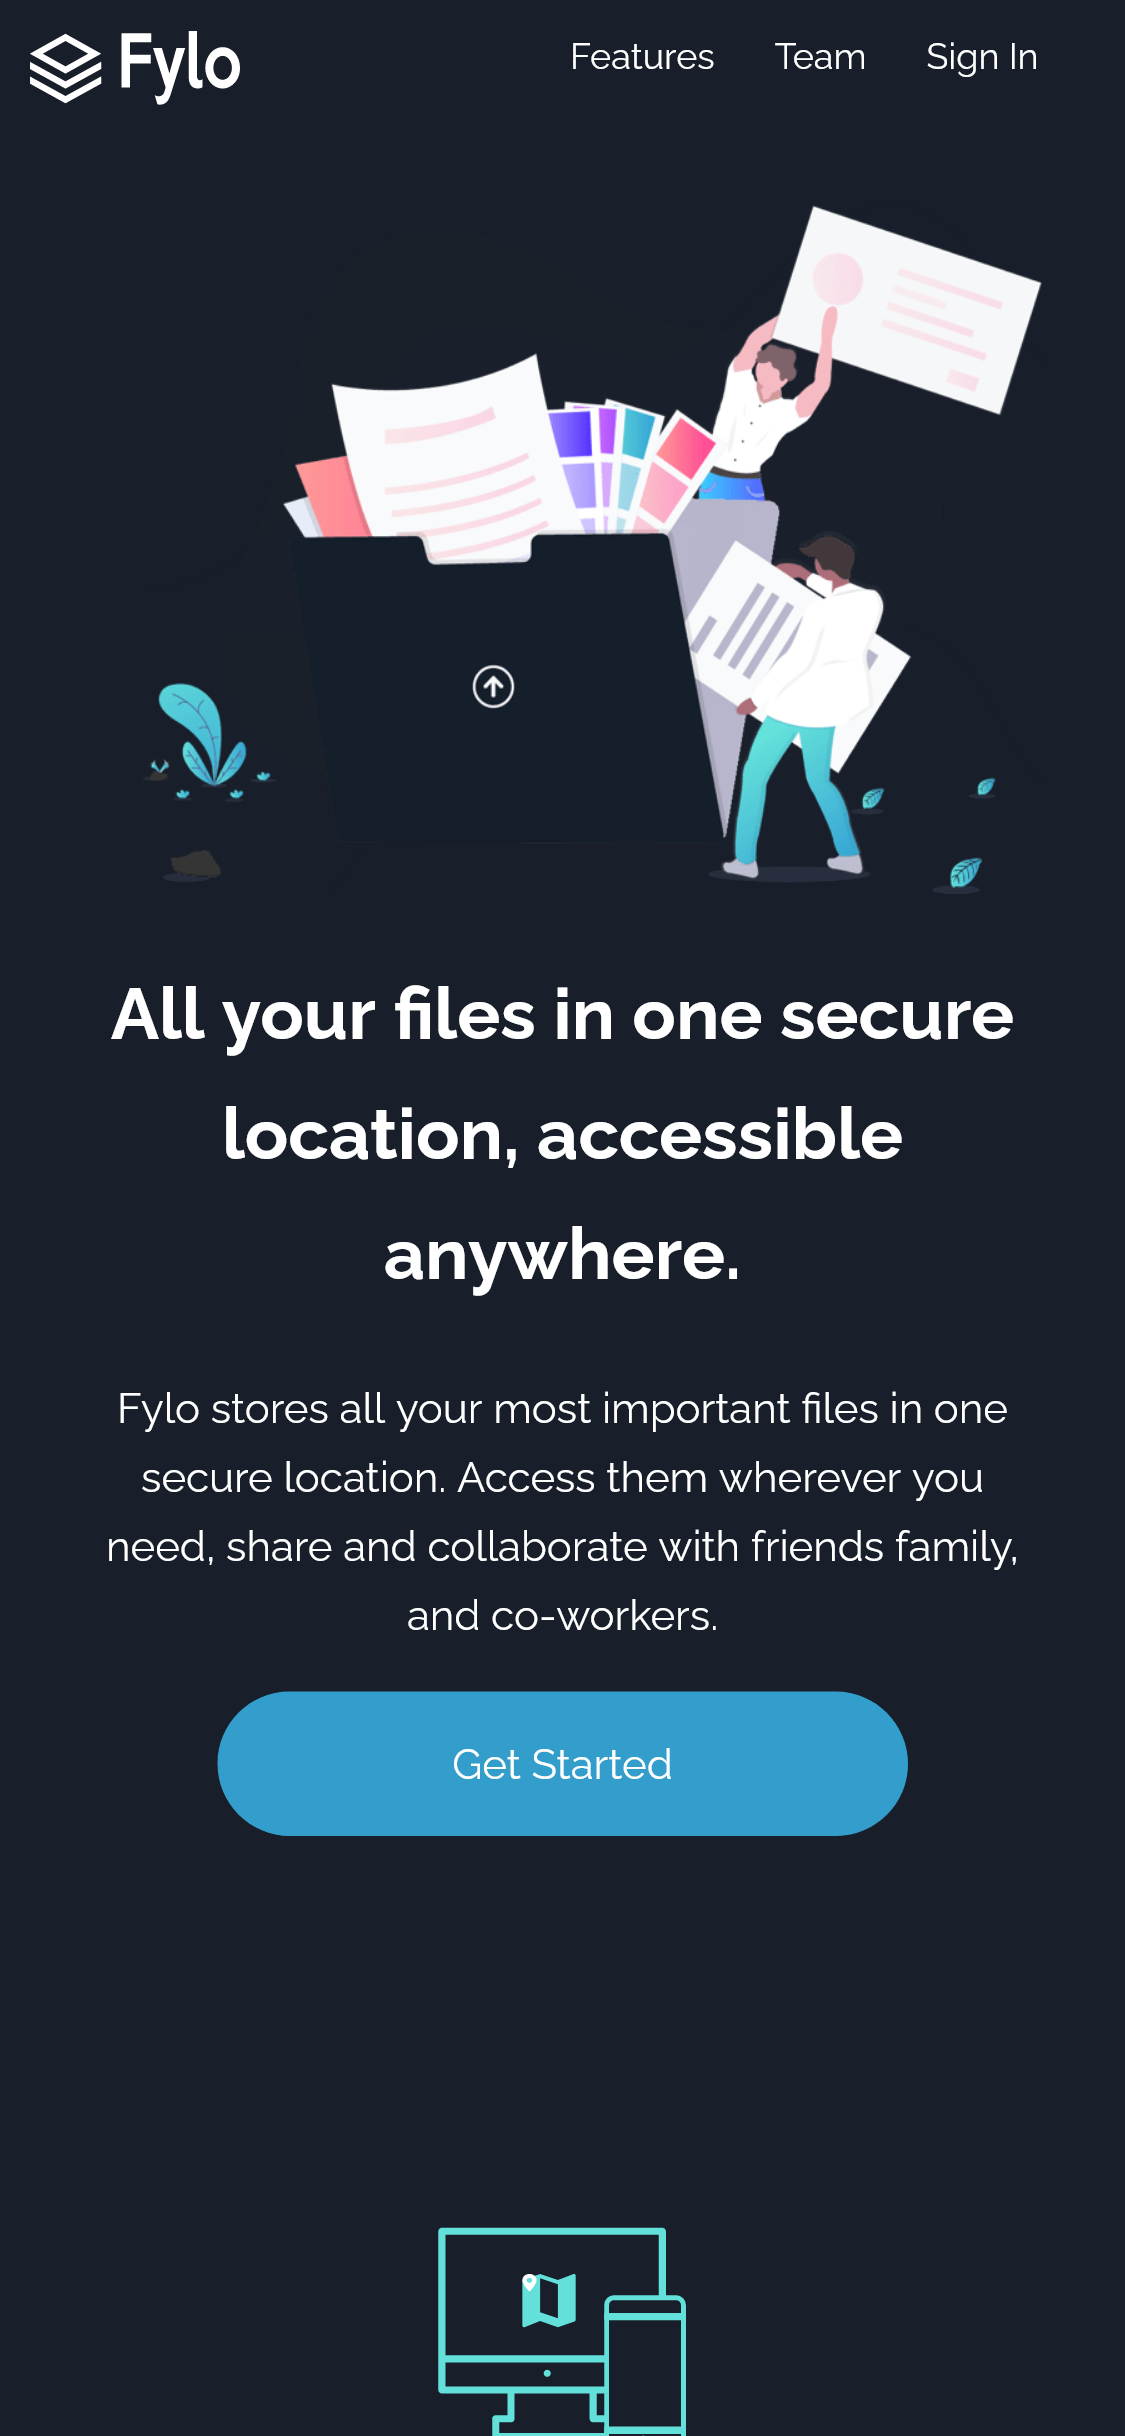 Fylo
Features Team Sign In
All your files in one secure
location, accessible
anywhere.
Fylo stores all your most important files in one
secure location. Access them wherever you
need, share and collaborate with friends family,
and co-workers.
Get Started